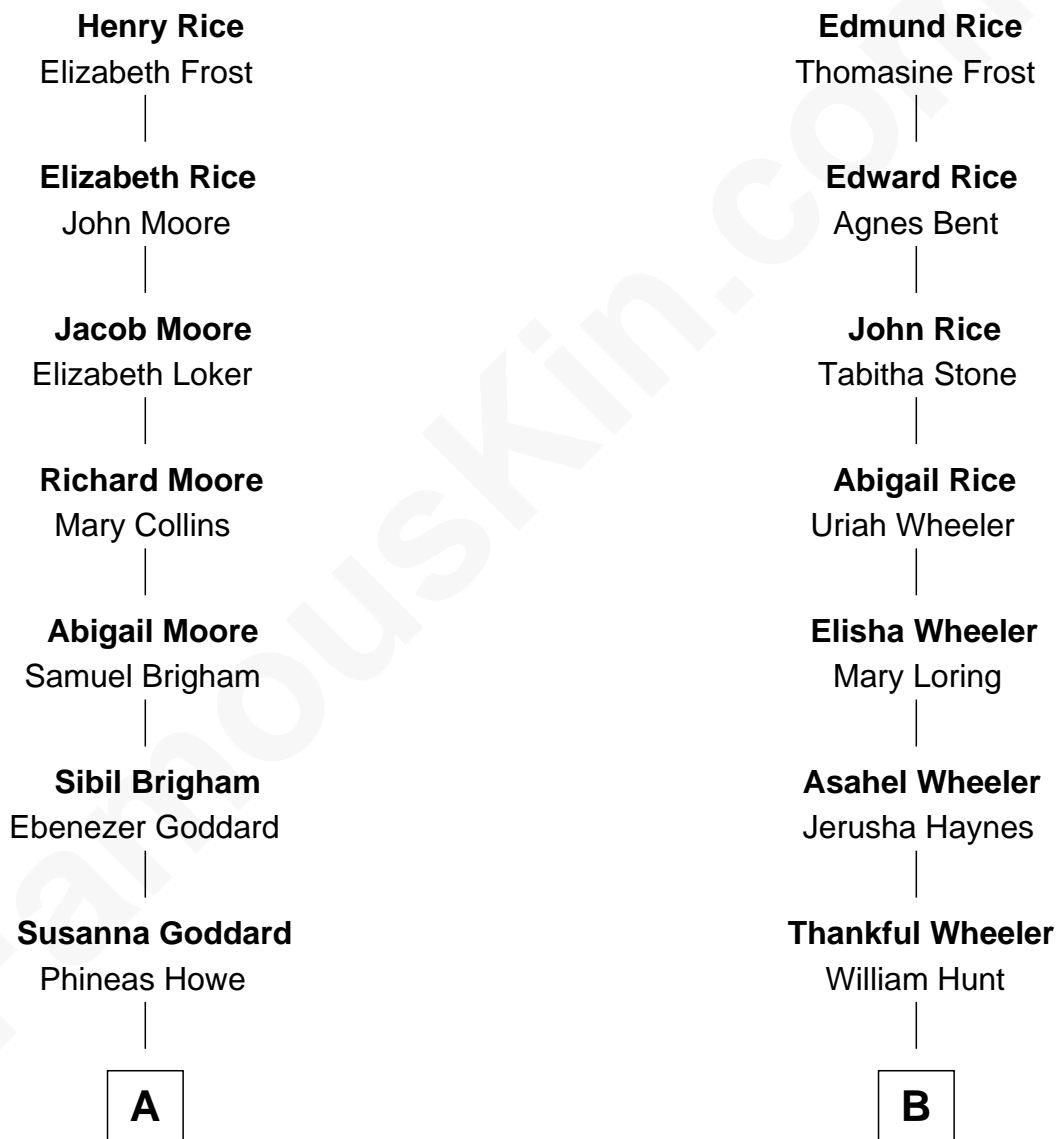 Henry Rice
Elizabeth Frost
Elizabeth Rice
John Moore
Jacob Moore
Elizabeth Loker
Richard Moore
Mary Collins
Abigail Moore
Samuel Brigham
Sibil Brigham
Ebenezer Goddard
Susanna Goddard
Phineas Howe
A
Edmund Rice
Thomasine Frost
Edward Rice
Agnes Bent
John Rice
Tabitha Stone
Abigail Rice
Uriah Wheeler
Elisha Wheeler
Mary Loring
Asahel Wheeler
Jerusha Haynes
Thankful Wheeler
William Hunt
B
FamousKin.com